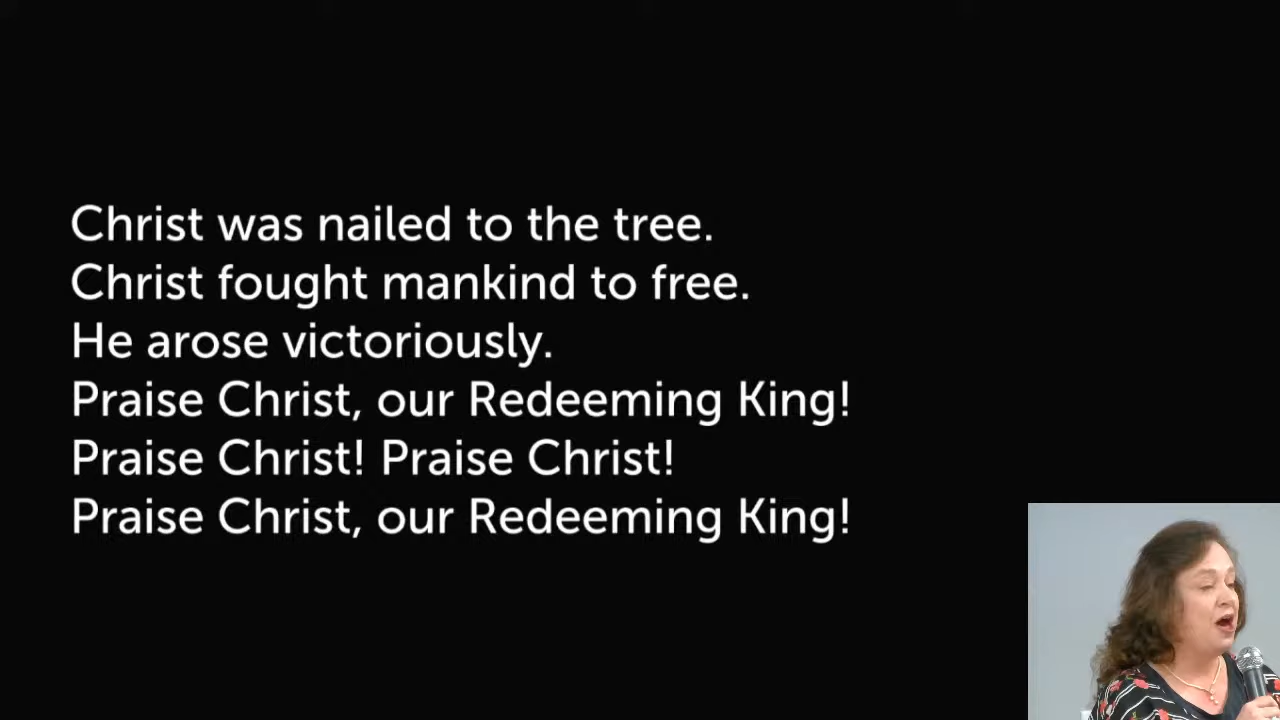 Christ was nailed to the tree.
Christ fought mankind to free.
He arose victoriously.
Praise Christ, our Redeeming King!
Praise Christ! Praise Christ!
Praise Christ, our Redeeming King!